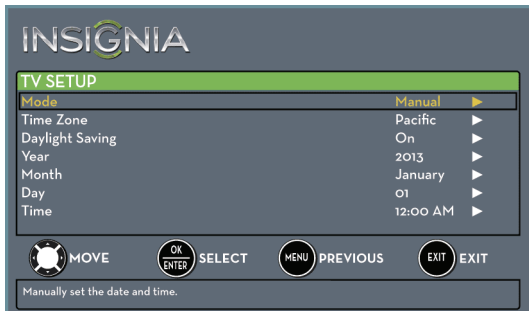 INSIGNIA
TV SETUP
Mode Manual
Time Zone Pacific
Daylight Saving On
Year 2013
Month January
Day 01
Time 12:00 AM
MOVE OK ENTER SELECT MENU PREVIOUS EXIT EXIT
Manually set the date and time.